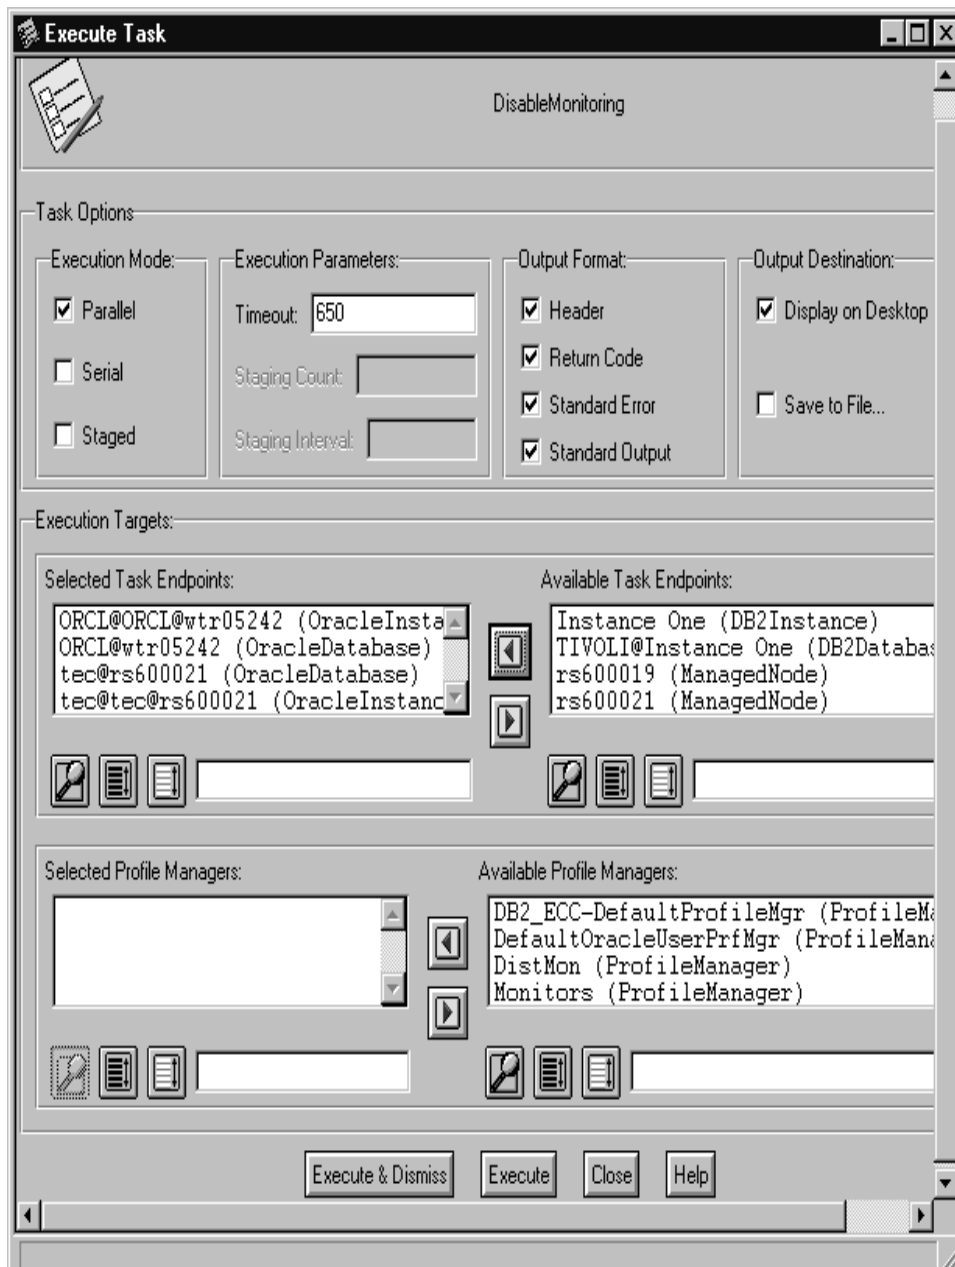 Execute Task
DisableMonitoring
Task Options
Execution Mode:
Parallel
Serial
Staged
Execution Parameters:
Timeout: 650
Staging Count:
Staging Interval:
Output Format:
Header
Return Code
Standard Error
Standard Output
Output Destination:
Display on Desktop
Save to File...
Execution Targets:
Selected Task Endpoints:
ORCL@ORCL@wtr05242 (OracleInsta
ORCL@wtr05242 (OracleDatabase)
tec@rs600021 (OracleDatabase)
tec@tec@rs600021 (OracleInstanc
Available Task Endpoints:
Instance One (DB2Instance)
TIVOLI@Instance One (DB2Databas
rs600019 (ManagedNode)
rs600021 (ManagedNode)
Selected Profile Managers:
Available Profile Managers:
DB2_ECC-DefaultProfileMgr (ProfileMa
DefaultOracleUserPrfMgr (ProfileMana
DistMon (ProfileManager)
Monitors (ProfileManager)
Execute & Dismiss
Execute
Close
Help